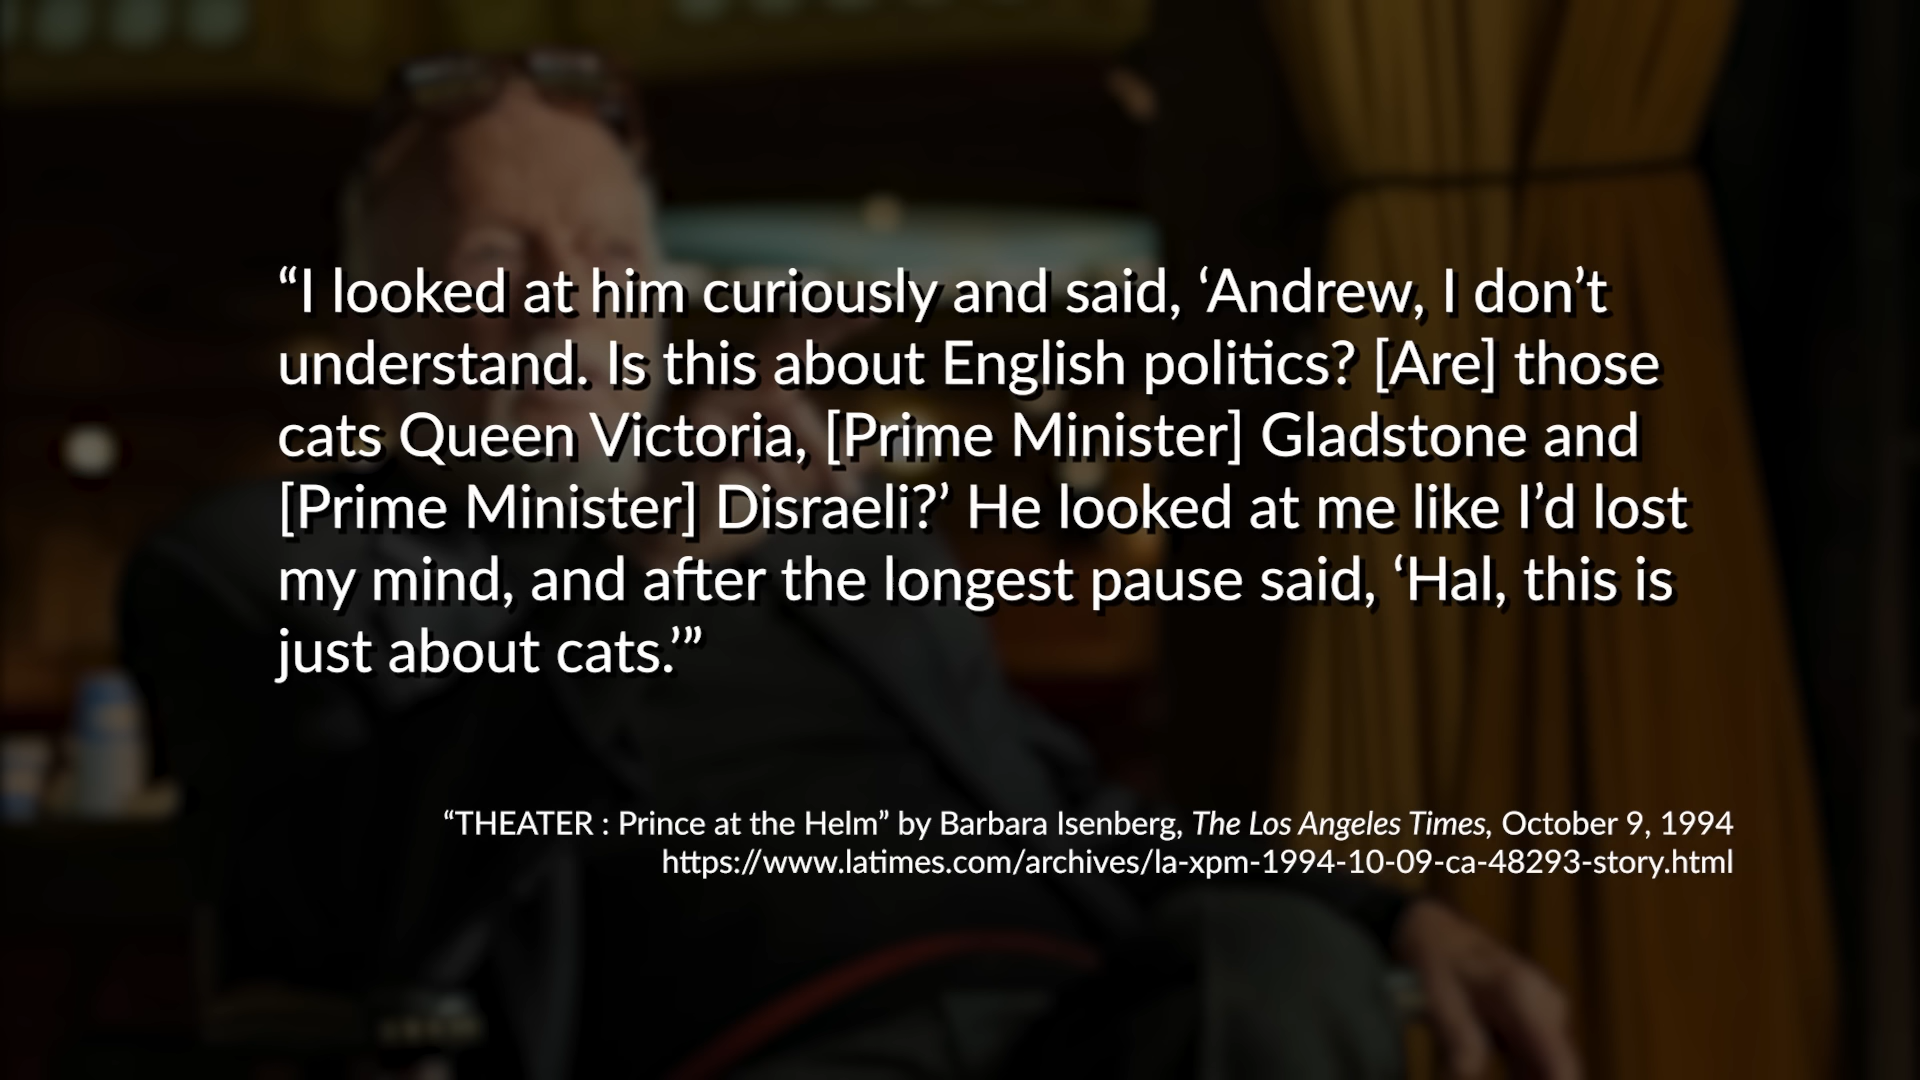 “I looked at him curiously and said, ‘Andrew, I don’t
understand. Is this about English politics? [Are] those
cats Queen Victoria, [Prime Minister] Gladstone and
[Prime Minister] Disraeli?’ He looked at me like I’d lost
my mind, and after the longest pause said, ‘Hal, this is
just about cats.’”
“THEATER : Prince at the Helm” by Barbara Isenberg, The Los Angeles Times, October 9, 1994
https://www.latimes.com/archives/la-xpm-1994-10-09-ca-48293-story.html